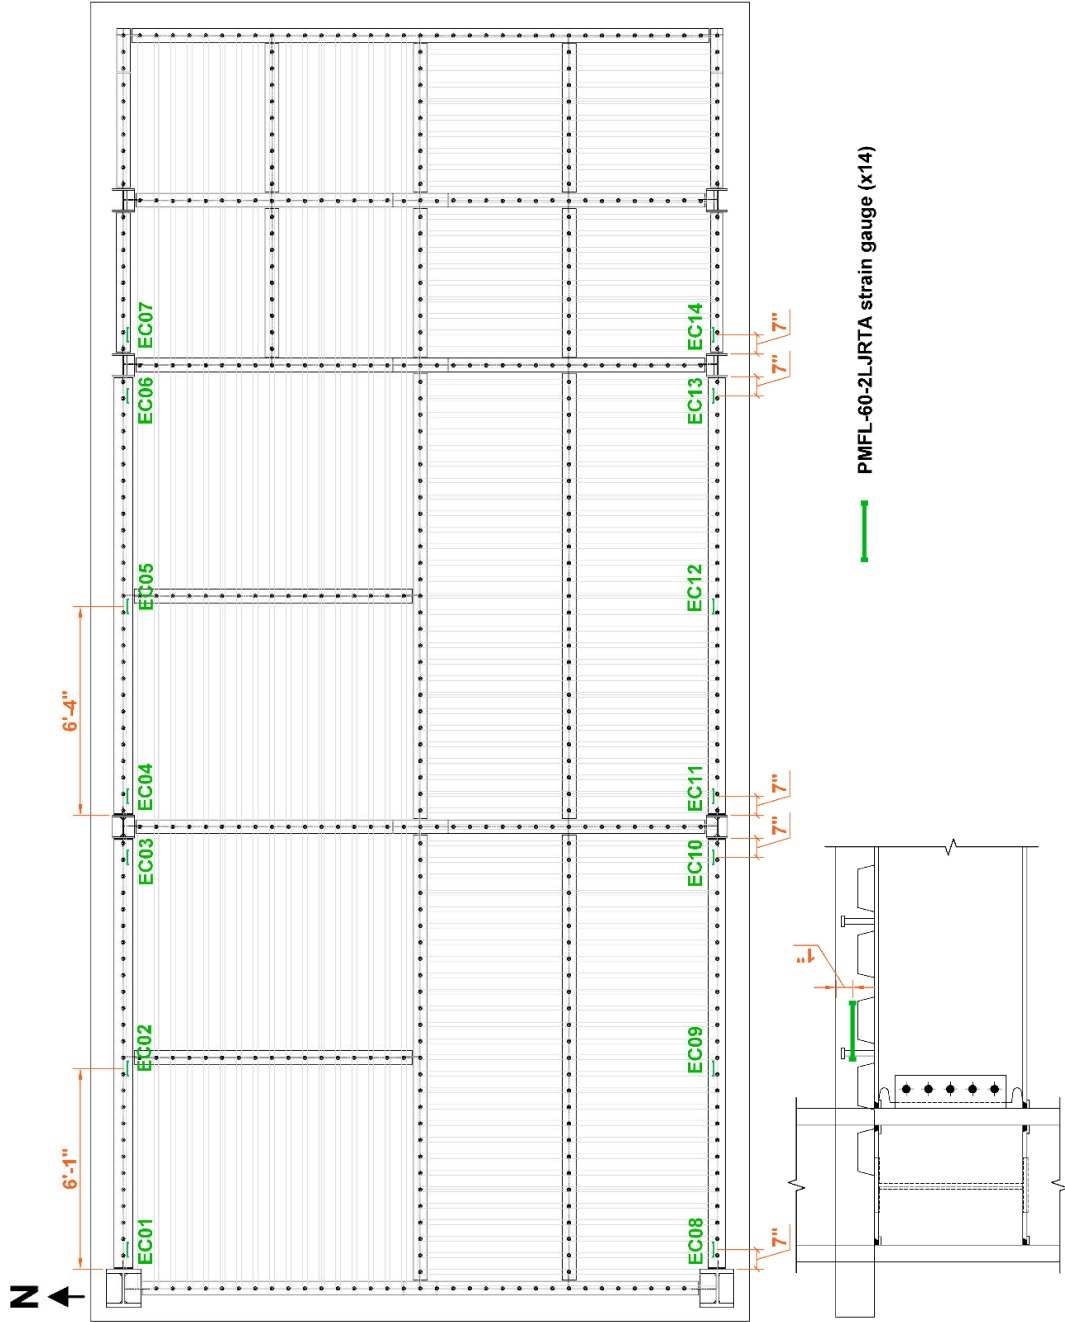 EC07
EC14
7"
7"
EC06
EC13
EC05
EC12
6'-4"
EC04
EC11
7"
7"
EC03
EC10
EC02
EC09
6'-1"
EC01
EC08
7"
N
PMFL-60-2LJRTA strain gauge (x14)
1"